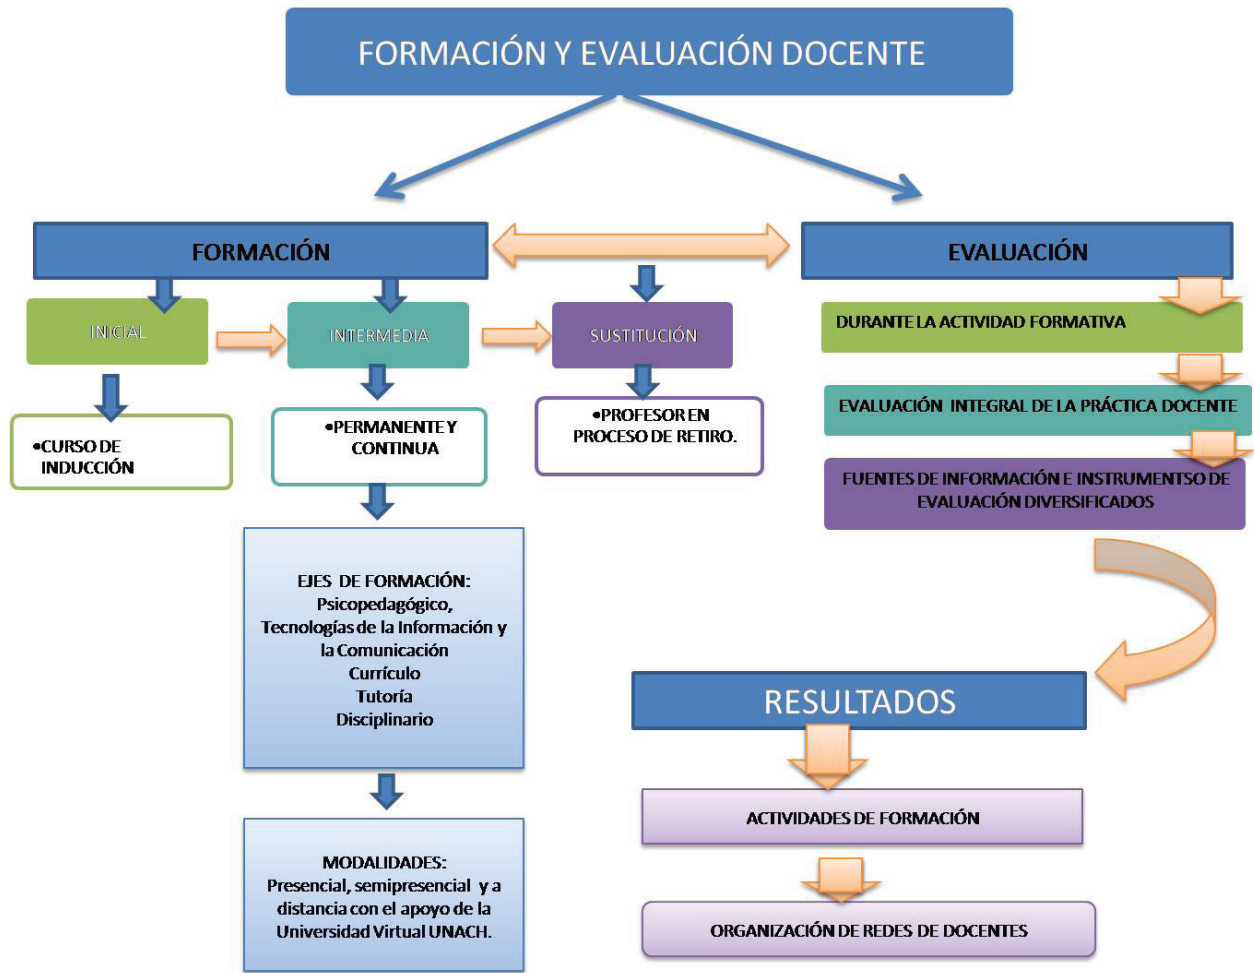 FORMACIÓN Y EVALUACIÓN DOCENTE
FORMACIÓN
EVALUACIÓN
INICIAL
INTERMEDIA
SUSTITUCIÓN
•CURSO DE
INDUCCIÓN
•PERMANENTE Y
CONTINUA
•PROFESOR EN
PROCESO DE RETIRO.
DURANTE LA ACTIVIDAD FORMATIVA
EVALUACIÓN INTEGRAL DE LA PRÁCTICA DOCENTE
FUENTES DE INFORMACIÓN E INSTRUMENTSO DE
EVALUACIÓN DIVERSIFICADOS
EJES DE FORMACIÓN:
Psicopedagógico,
Tecnologías de la Información y
la Comunicación
Currículo
Tutoría
Disciplinario
MODALIDADES:
Presencial, semipresencial y a
distancia con el apoyo de la
Universidad Virtual UNACH.
RESULTADOS
ACTIVIDADES DE FORMACIÓN
ORGANIZACIÓN DE REDES DE DOCENTES